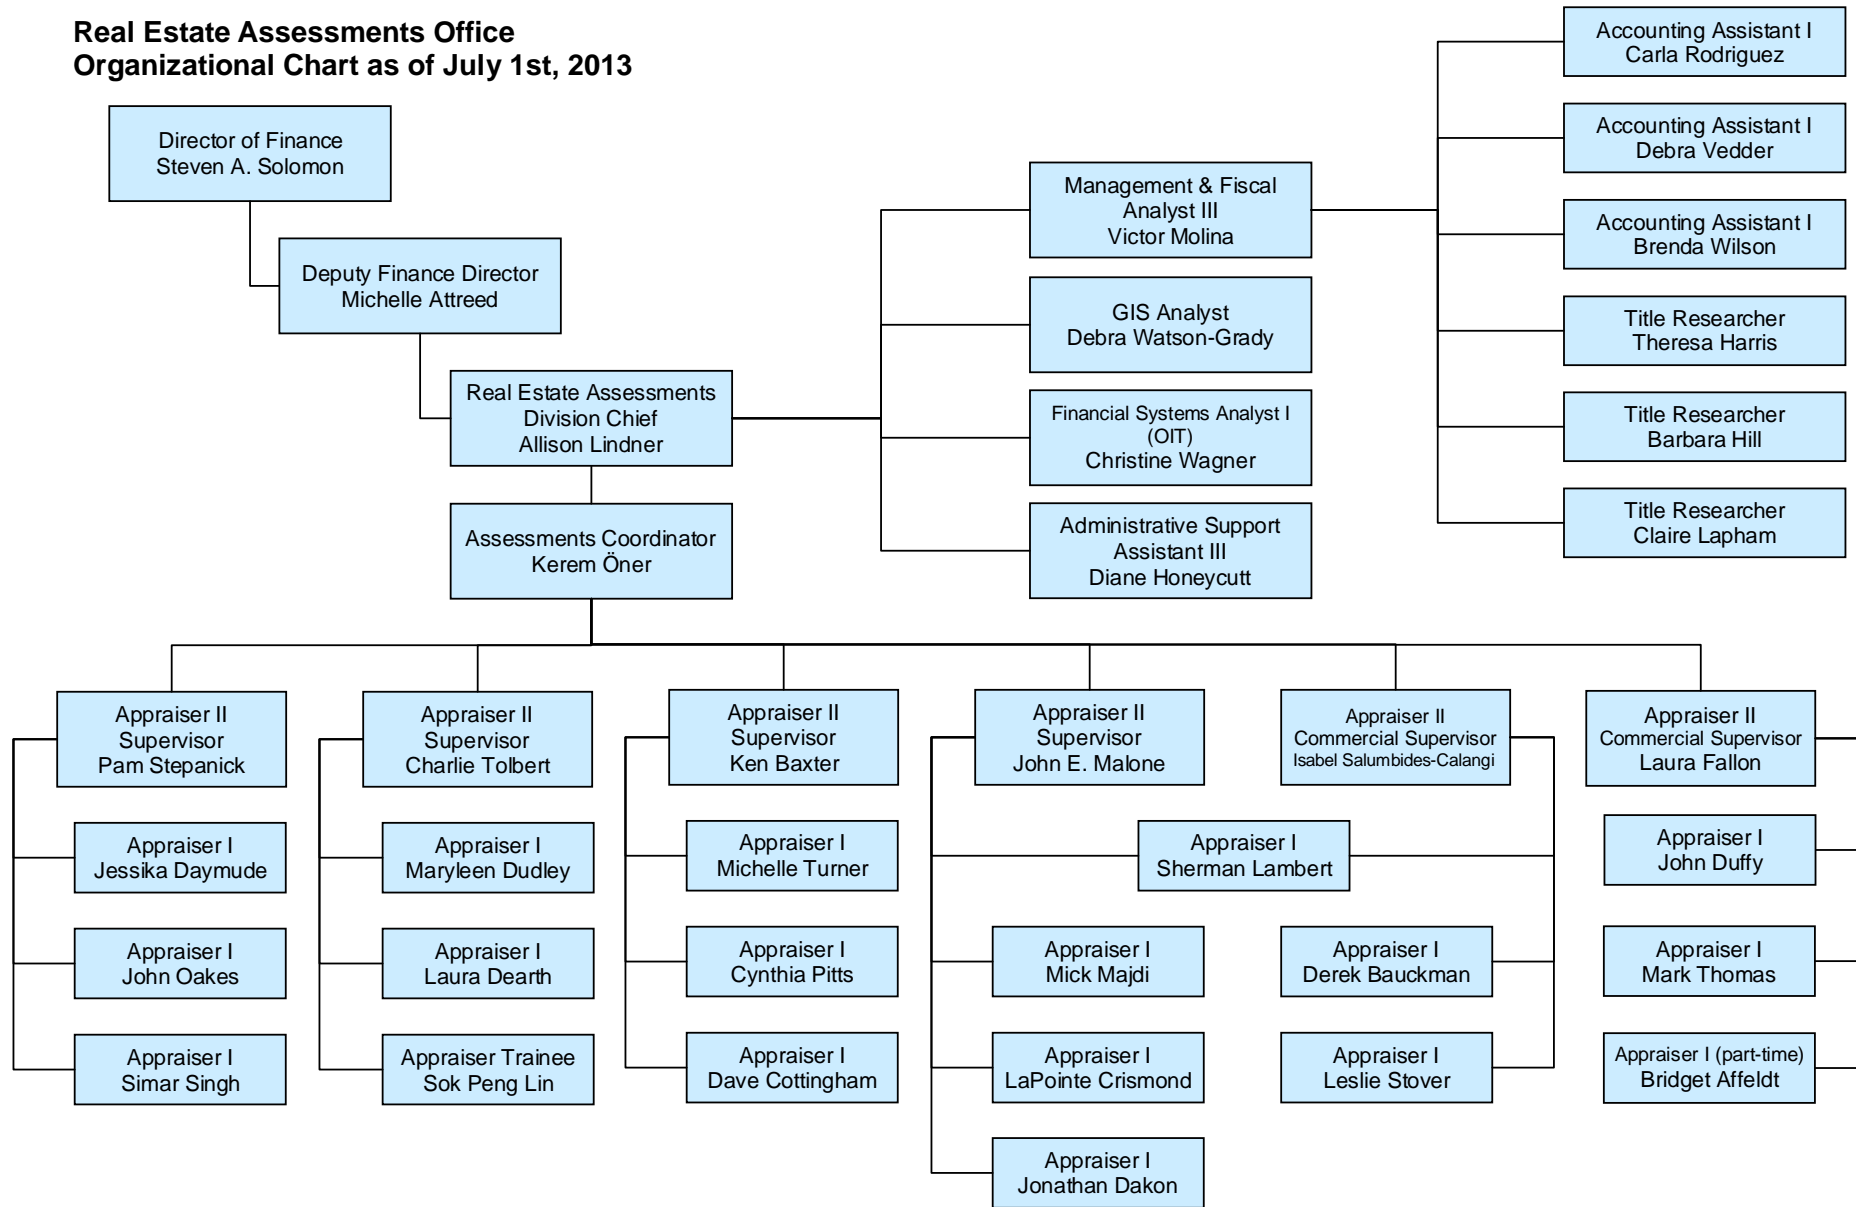 Real Estate Assessments Office
Organizational Chart as of July 1st, 2013
Director of Finance
Steven A. Solomon
Deputy Finance Director
Michelle Attreed
Real Estate Assessments
Division Chief
Allison Lindner
Assessments Coordinator
Kerem Öner
Management & Fiscal
Analyst III
Victor Molina
GIS Analyst
Debra Watson-Grady
Financial Systems Analyst I
(OIT)
Christine Wagner
Administrative Support
Assistant III
Diane Honeycutt
Accounting Assistant I
Carla Rodriguez
Accounting Assistant I
Debra Vedder
Accounting Assistant I
Brenda Wilson
Title Researcher
Theresa Harris
Title Researcher
Barbara Hill
Title Researcher
Claire Lapham
Appraiser II
Supervisor
Pam Stepanick
Appraiser I
Jessika Daymude
Appraiser I
John Oakes
Appraiser I
Simar Singh
Appraiser II
Supervisor
Charlie Tolbert
Appraiser I
Maryleen Dudley
Appraiser I
Laura Dearth
Appraiser Trainee
Sok Peng Lin
Appraiser II
Supervisor
Ken Baxter
Appraiser I
Michelle Turner
Appraiser I
Cynthia Pitts
Appraiser I
Dave Cottingham
Appraiser II
Supervisor
John E. Malone
Appraiser I
Sherman Lambert
Appraiser I
Mick Majdi
Appraiser I
LaPointe Crismond
Appraiser I
Jonathan Dakon
Appraiser II
Commercial Supervisor
Isabel Salumbides-Calangi
Appraiser I
Derek Bauckman
Appraiser I
Leslie Stover
Appraiser II
Commercial Supervisor
Laura Fallon
Appraiser I
John Duffy
Appraiser I
Mark Thomas
Appraiser I (part-time)
Bridget Affeldt